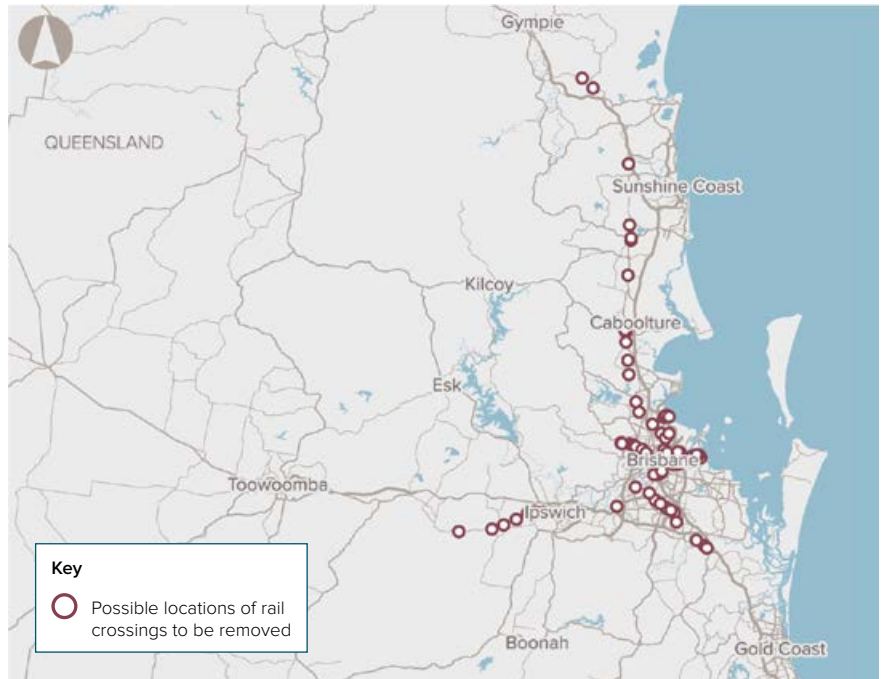 Gympie
QUEENSLAND
Sunshine Coast
Kilcoy
Caboolture
Esk
Brisbane
Toowoomba
Ipswich
Key
Possible locations of rail
crossings to be removed
Boonah
Gold Coast